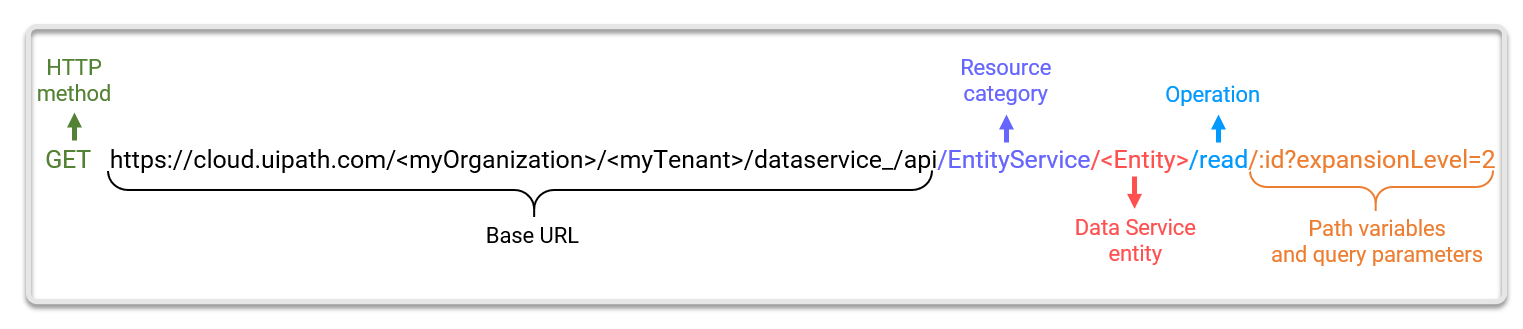 HTTP
method
Resource
category
Operation
GET https://cloud.uipath.com/<myOrganization>/<myTenant>/dataservice_/api/EntityService/<Entity>/read/:id?expansionLevel=2
Base URL
Data Service
entity
Path variables
and query parameters